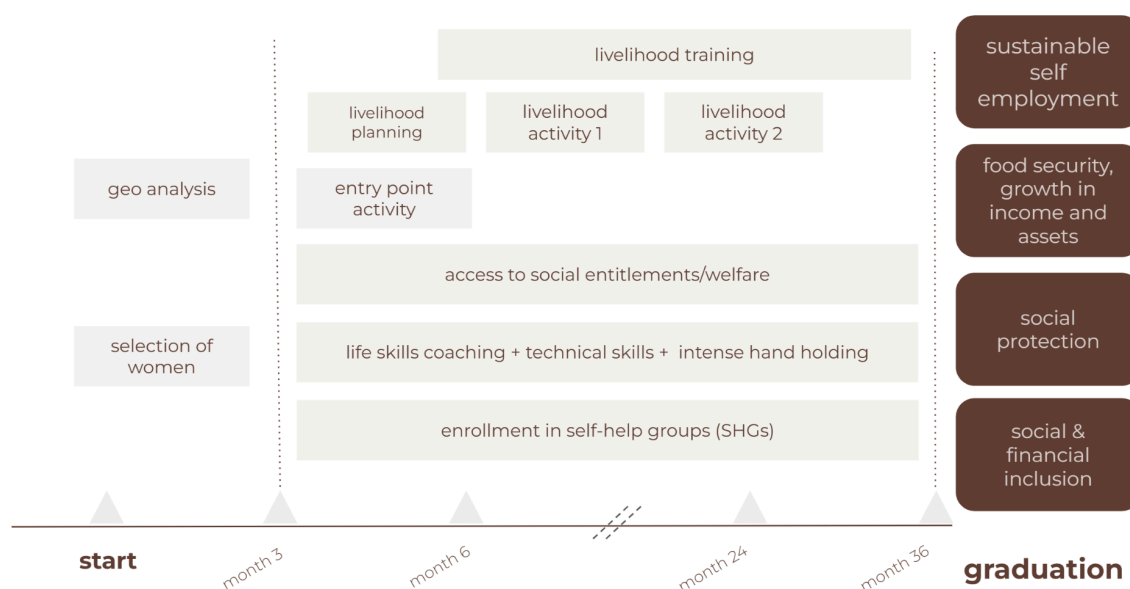 livelihood training
sustainable
self
employment
livelihood
planning
livelihood
activity 1
livelihood
activity 2
geo analysis
entry point
activity
food security,
growth in
income and
assets
access to social entitlements/welfare
social
protection
selection of
women
life skills coaching + technical skills + intense hand holding
enrollment in self-help groups (SHGs)
social &
financial
inclusion
start
month 3
month 6
month 24
month 36
graduation